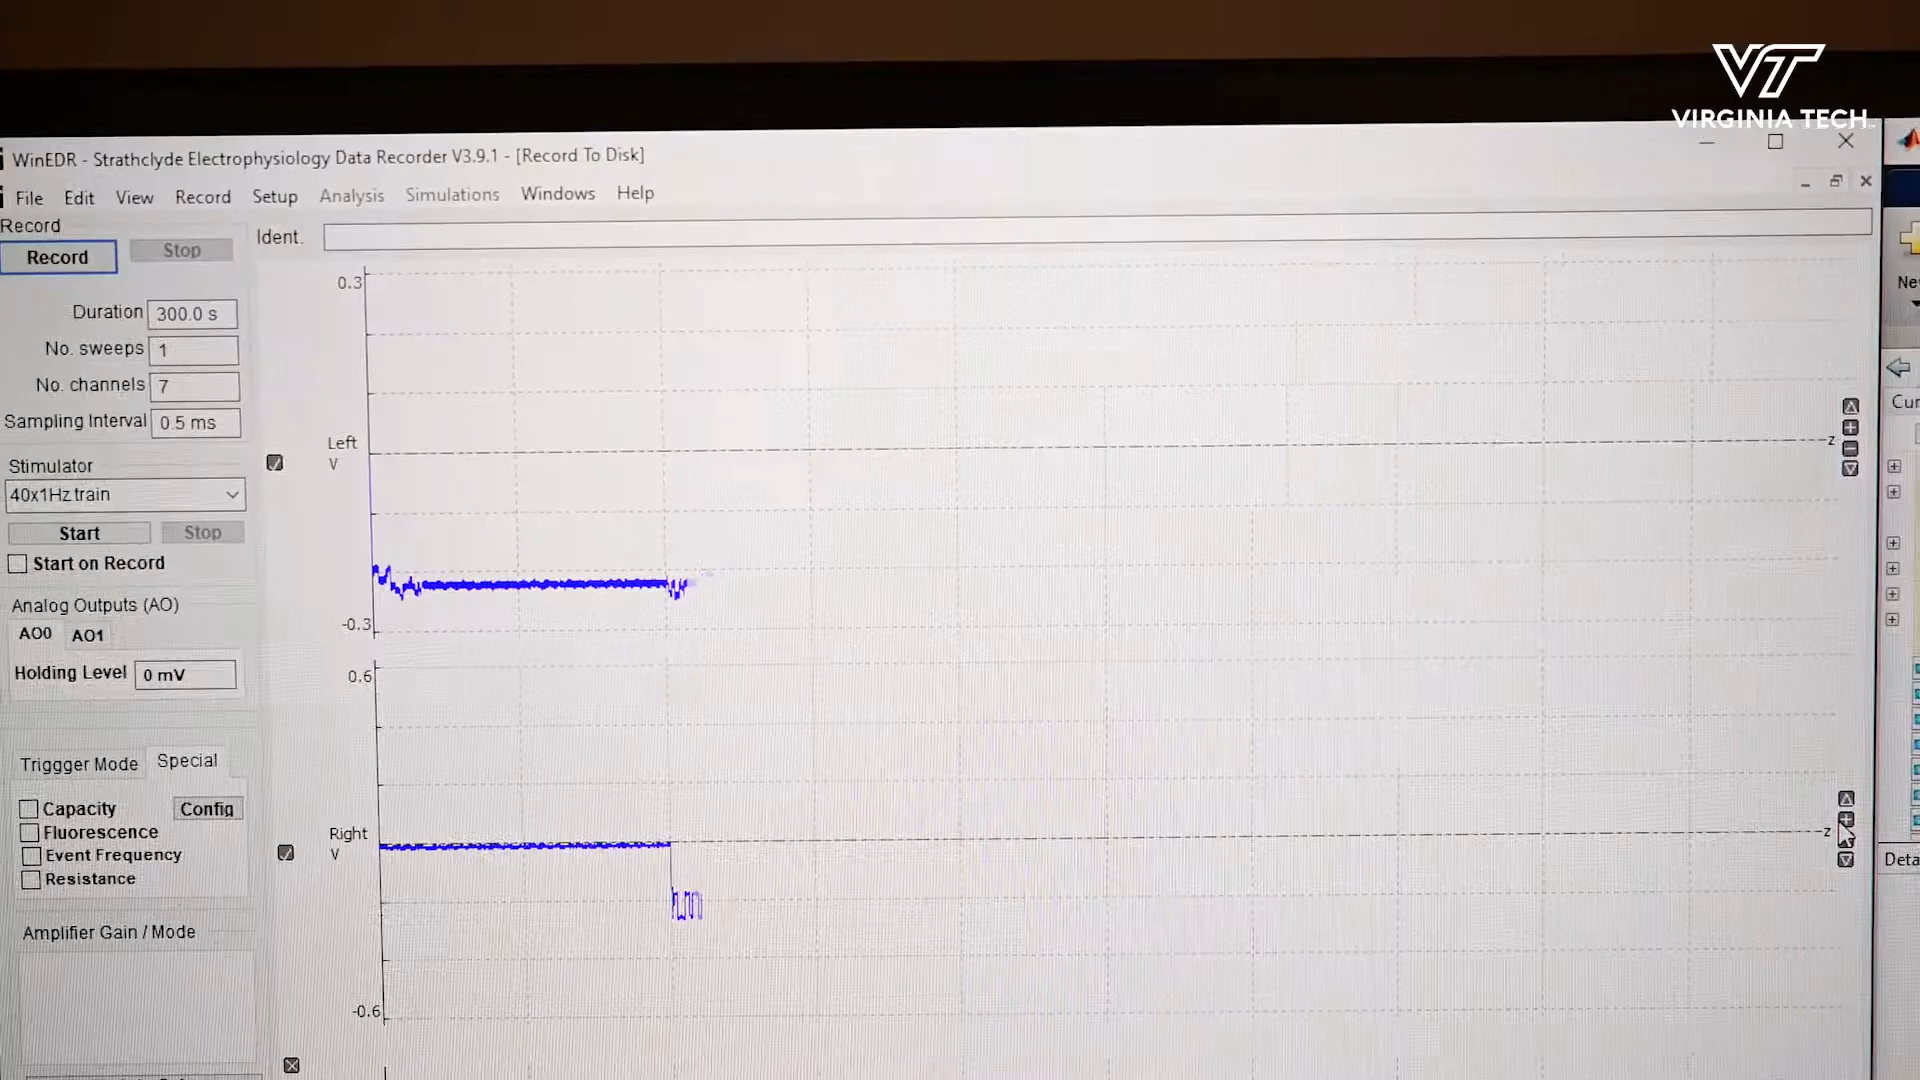 VT
VIRGINIA TECH
WinEDR - Strathclyde Electrophysiology Data Recorder V3.9.1 - [Record To Disk]
File Edit View Record Setup Analysis Simulations Windows Help
Record
Record Stop
Ident.
Duration 300.0 s
No. sweeps 1
No. channels 7
Sampling Interval 0.5 ms
Stimulator
40x1Hz train
Start Stop
Start on Record
Analog Outputs (AO)
AO0 AO1
Holding Level 0 mV
Triggger Mode Special
Capacity Config
Fluorescence
Event Frequency
Resistance
Amplifier Gain / Mode
0.3
Left
V
z
-0.3
0.6
Right
V
z
-0.6
Ne
Cur
Deta